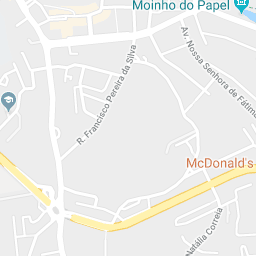 Moinho do Papel
Av. Nossa Senhora de Fátima
R. Francisco Pereira da Silva
McDonald's
Natália Correia